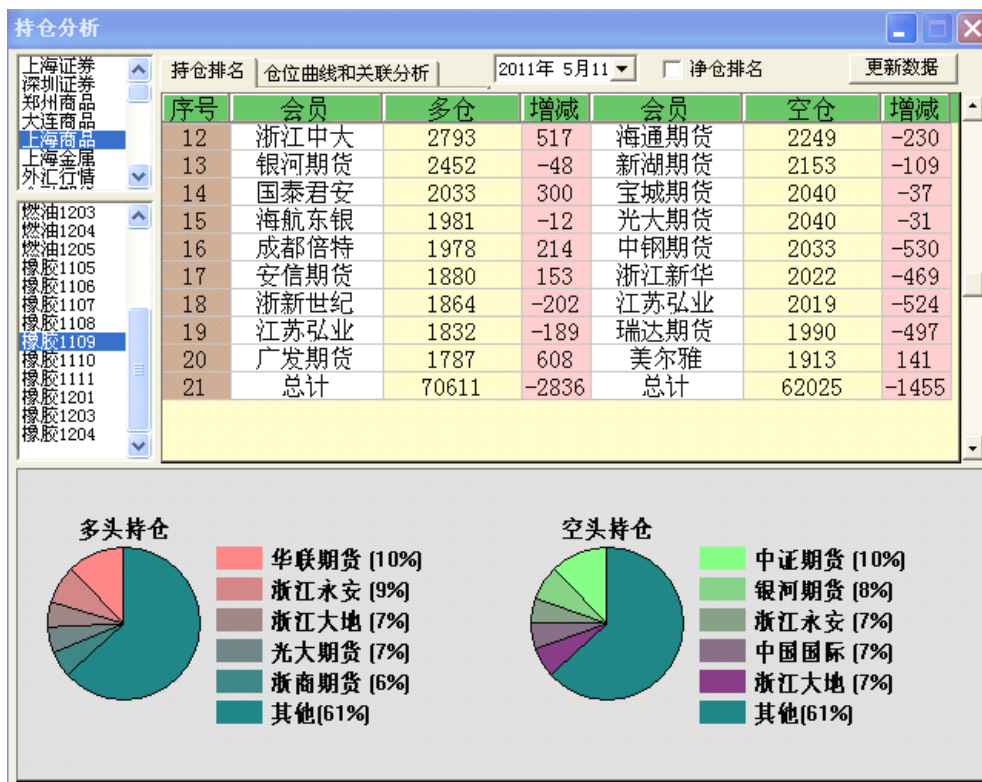 持仓分析
上海证券
深圳证券
郑州商品
大连商品
上海商品
上海金属
外汇行情
燃油1203
燃油1204
燃油1205
橡胶1105
橡胶1106
橡胶1107
橡胶1108
橡胶1109
橡胶1110
橡胶1111
橡胶1201
橡胶1203
橡胶1204
持仓排名 仓位曲线和关联分析 2011年 5月11 净仓排名 更新数据
序号 会员 多仓 增减 会员 空仓 增减
12 浙江中大 2793 517 海通期货 2249 -230
13 银河期货 2452 -48 新湖期货 2153 -109
14 国泰君安 2033 300 宝城期货 2040 -37
15 海航东银 1981 -12 光大期货 2040 -31
16 成都倍特 1978 214 中钢期货 2033 -530
17 安信期货 1880 153 浙江新华 2022 -469
18 浙新世纪 1864 -202 江苏弘业 2019 -524
19 江苏弘业 1832 -189 瑞达期货 1990 -497
20 广发期货 1787 608 美尔雅 1913 141
21 总计 70611 -2836 总计 62025 -1455
多头持仓
华联期货 (10%)
浙江永安 (9%)
浙江大地 (7%)
光大期货 (7%)
浙商期货 (6%)
其他(61%)
空头持仓
中证期货 (10%)
银河期货 (8%)
浙江永安 (7%)
中国国际 (7%)
浙江大地 (7%)
其他(61%)